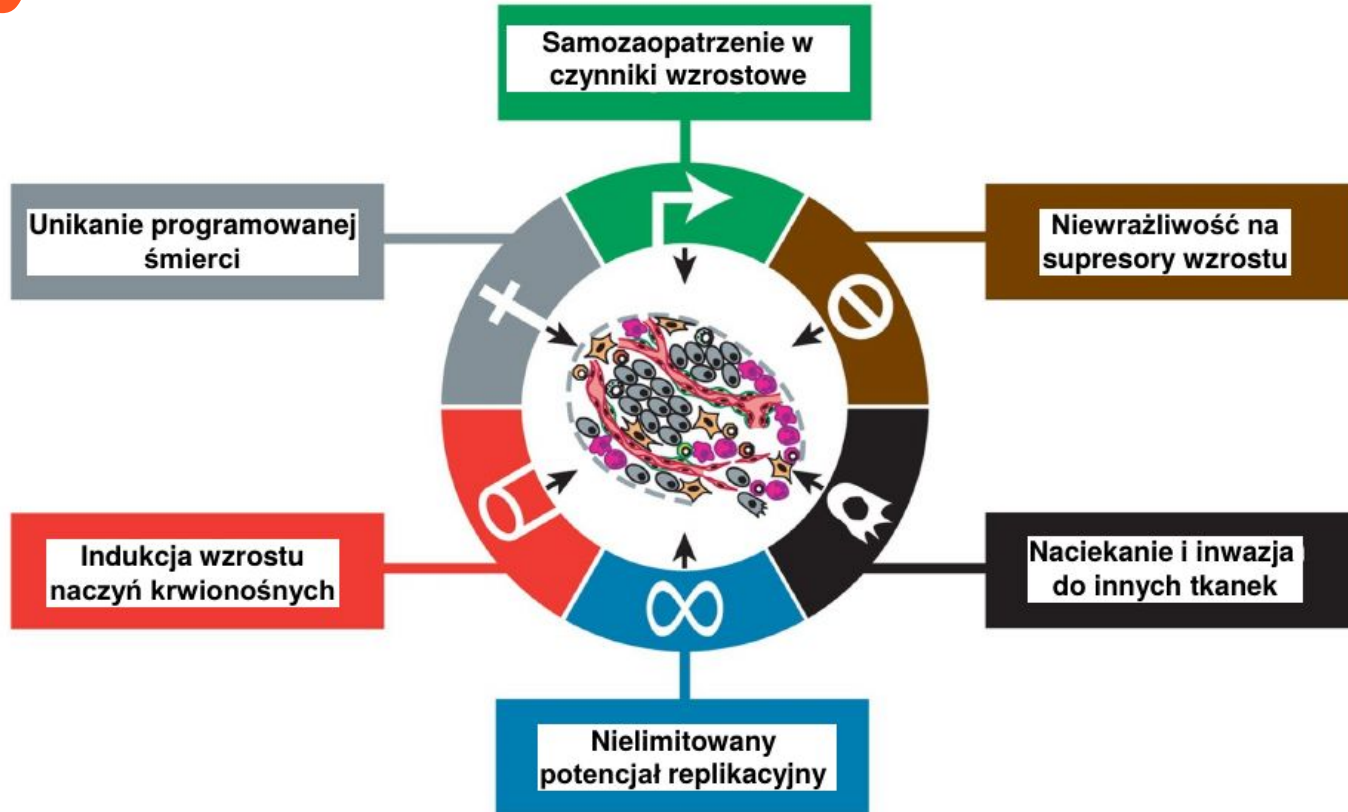 Samozaopatrzenie w
czynniki wzrostowe
Unikanie programowanej
śmierci
Niewrażliwość na
supresory wzrostu
Indukcja wzrostu
naczyń krwionośnych
Naciekanie i inwazja
do innych tkanek
Nielimitowany
potencjał replikacyjny